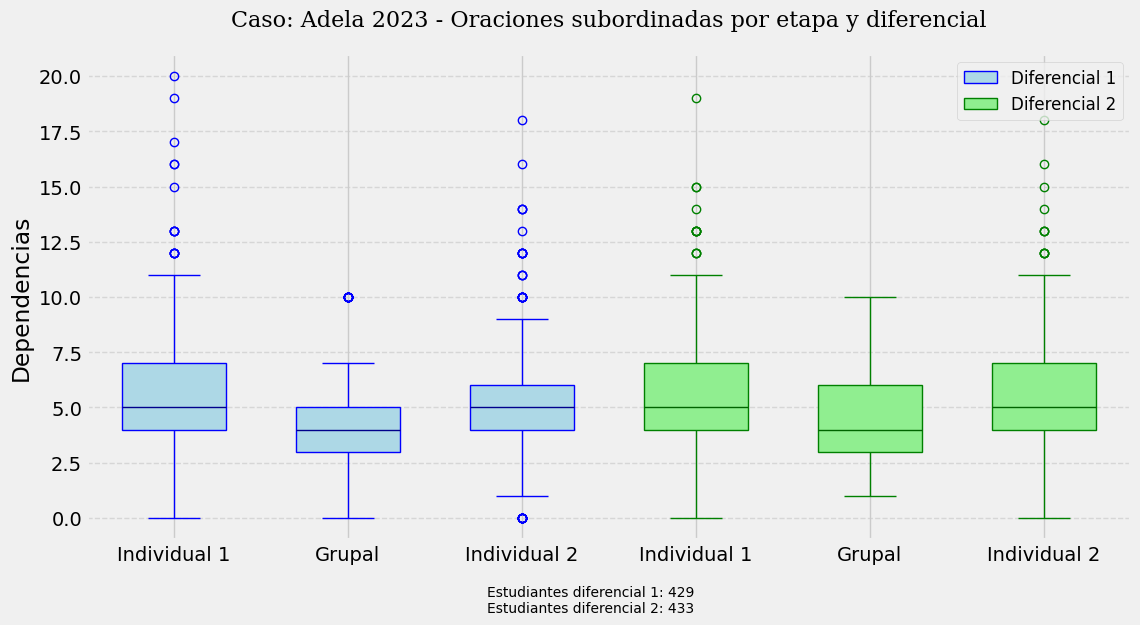 Caso: Adela 2023 - Oraciones subordinadas por etapa y diferencial
Diferencial 1
Diferencial 2
Dependencias
20.0
17.5
15.0
12.5
10.0
7.5
5.0
2.5
0.0
Individual 1 Grupal Individual 2 Individual 1 Grupal Individual 2
Estudiantes diferencial 1: 429
Estudiantes diferencial 2: 433